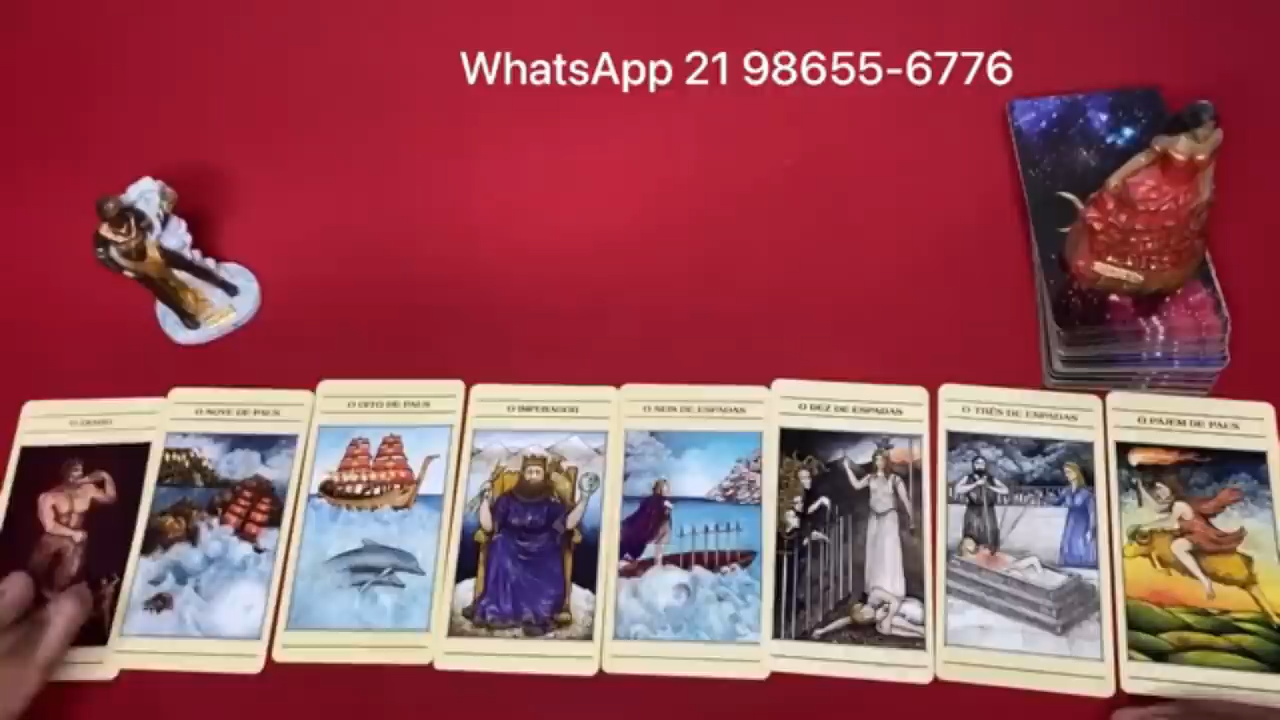 WhatsApp 21 98655-6776
O NOVE DE PAUS
O OITO DE PAUS
O IMPERADOR
O SEIS DE ESPADAS
O DEZ DE ESPADAS
O TRÊS DE ESPADAS
O PAJEM DE PAUS